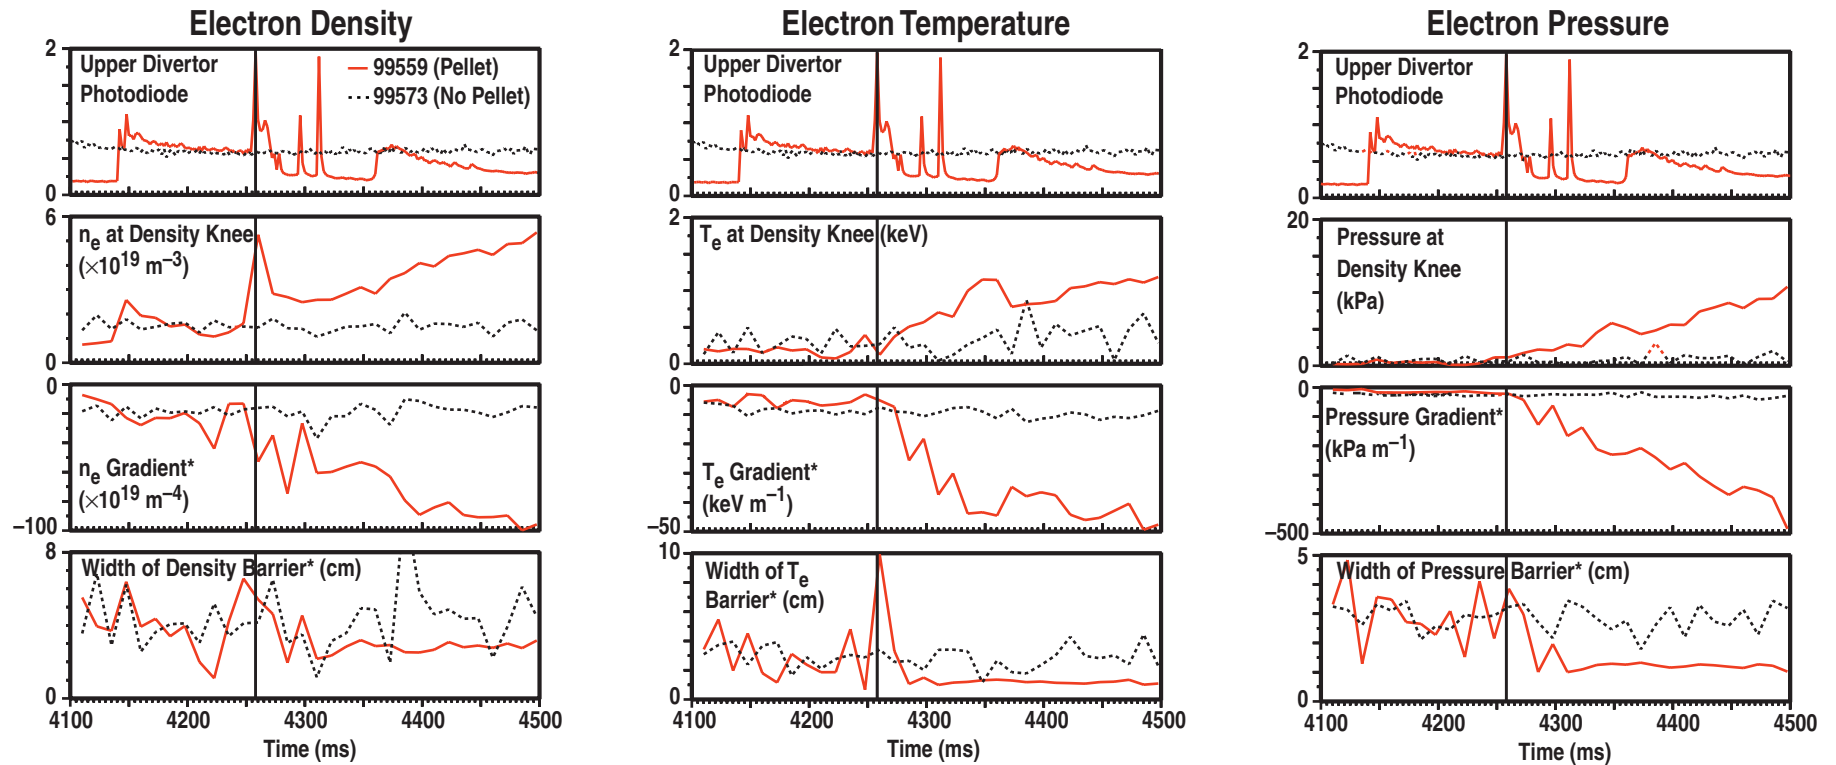 Electron Density
2
Upper Divertor
Photodiode
99559 (Pellet)
99573 (No Pellet)
0
6
nₑ at Density Knee
(×10¹⁹ m⁻³)
0
0
nₑ Gradient*
(×10¹⁹ m⁻⁴)
−100
8
Width of Density Barrier* (cm)
0
4100 4200 4300 4400 4500
Time (ms)
Electron Temperature
2
Upper Divertor
Photodiode
0
2
Tₑ at Density Knee (keV)
0
0
Tₑ Gradient*
(keV m⁻¹)
−50
10
Width of Tₑ
Barrier* (cm)
0
4100 4200 4300 4400 4500
Time (ms)
Electron Pressure
2
Upper Divertor
Photodiode
0
20
Pressure at
Density Knee
(kPa)
0
0
Pressure Gradient*
(kPa m⁻¹)
−500
5
Width of Pressure Barrier* (cm)
0
4100 4200 4300 4400 4500
Time (ms)